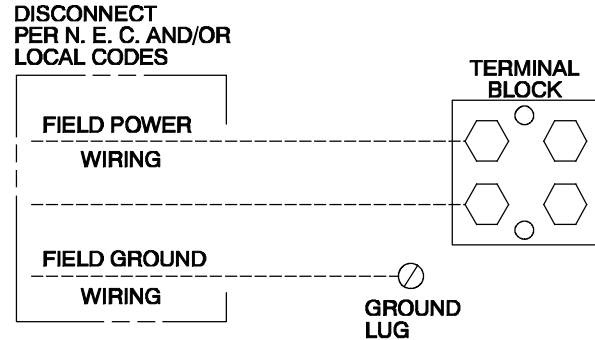 DISCONNECT
PER N. E. C. AND/OR
LOCAL CODES
TERMINAL
BLOCK
FIELD POWER
WIRING
FIELD GROUND
WIRING
GROUND
LUG